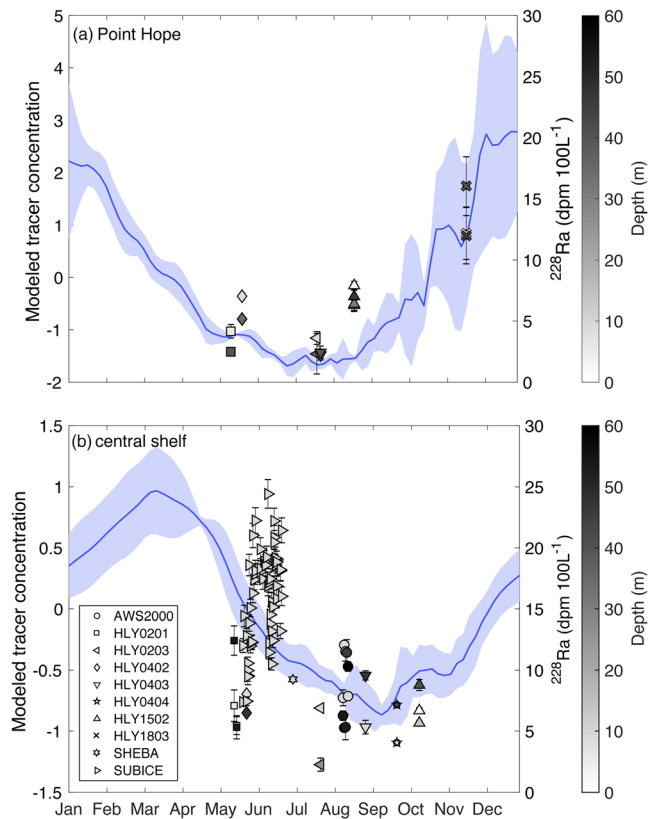 (a) Point Hope
5
4
3
2
1
0
-1
-2
Modeled tracer concentration
30
25
20
15
10
5
0
228Ra (dpm 100L-1)
60
50
40
30
20
10
0
Depth (m)
(b) central shelf
1.5
1
0.5
0
-0.5
-1
-1.5
Modeled tracer concentration
AWS2000
HLY0201
HLY0203
HLY0402
HLY0403
HLY0404
HLY1502
HLY1803
SHEBA
SUBICE
Jan Feb Mar Apr May Jun Jul Aug Sep Oct Nov Dec
30
25
20
15
10
5
0
228Ra (dpm 100L-1)
60
50
40
30
20
10
0
Depth (m)